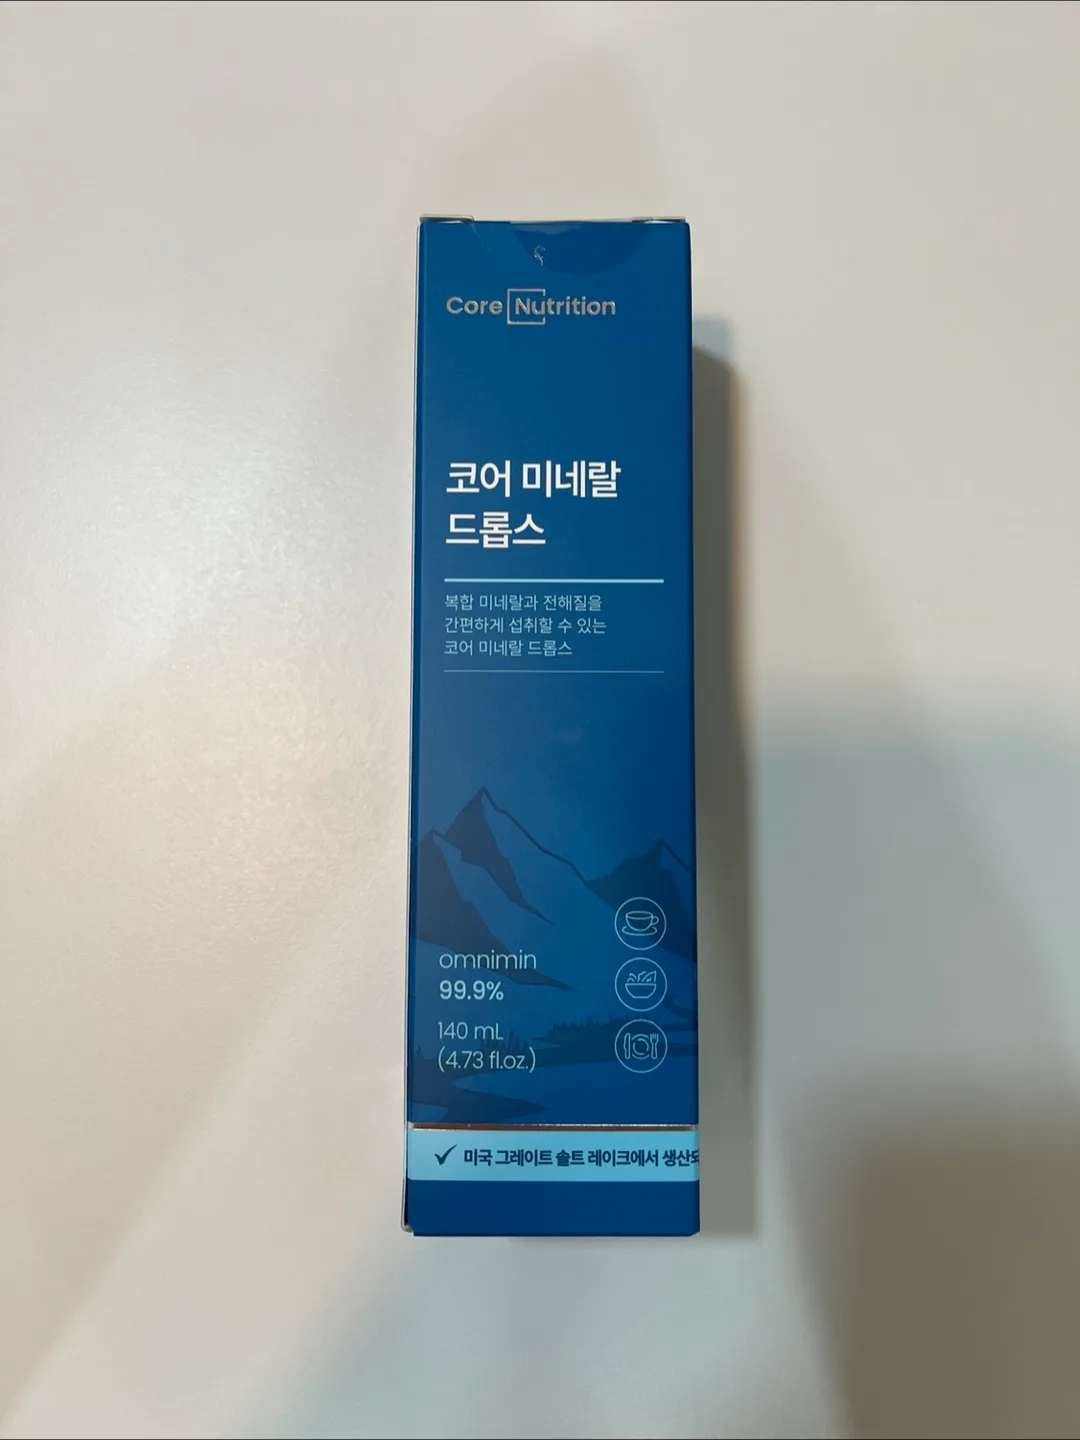 Core Nutrition
코어 미네랄
드롭스
복합 미네랄과 전해질을
간편하게 섭취할 수 있는
코어 미네랄 드롭스
omnimin
99.9%
140 mL
(4.73 fl.oz.)
미국 그레이트 솔트 레이크에서